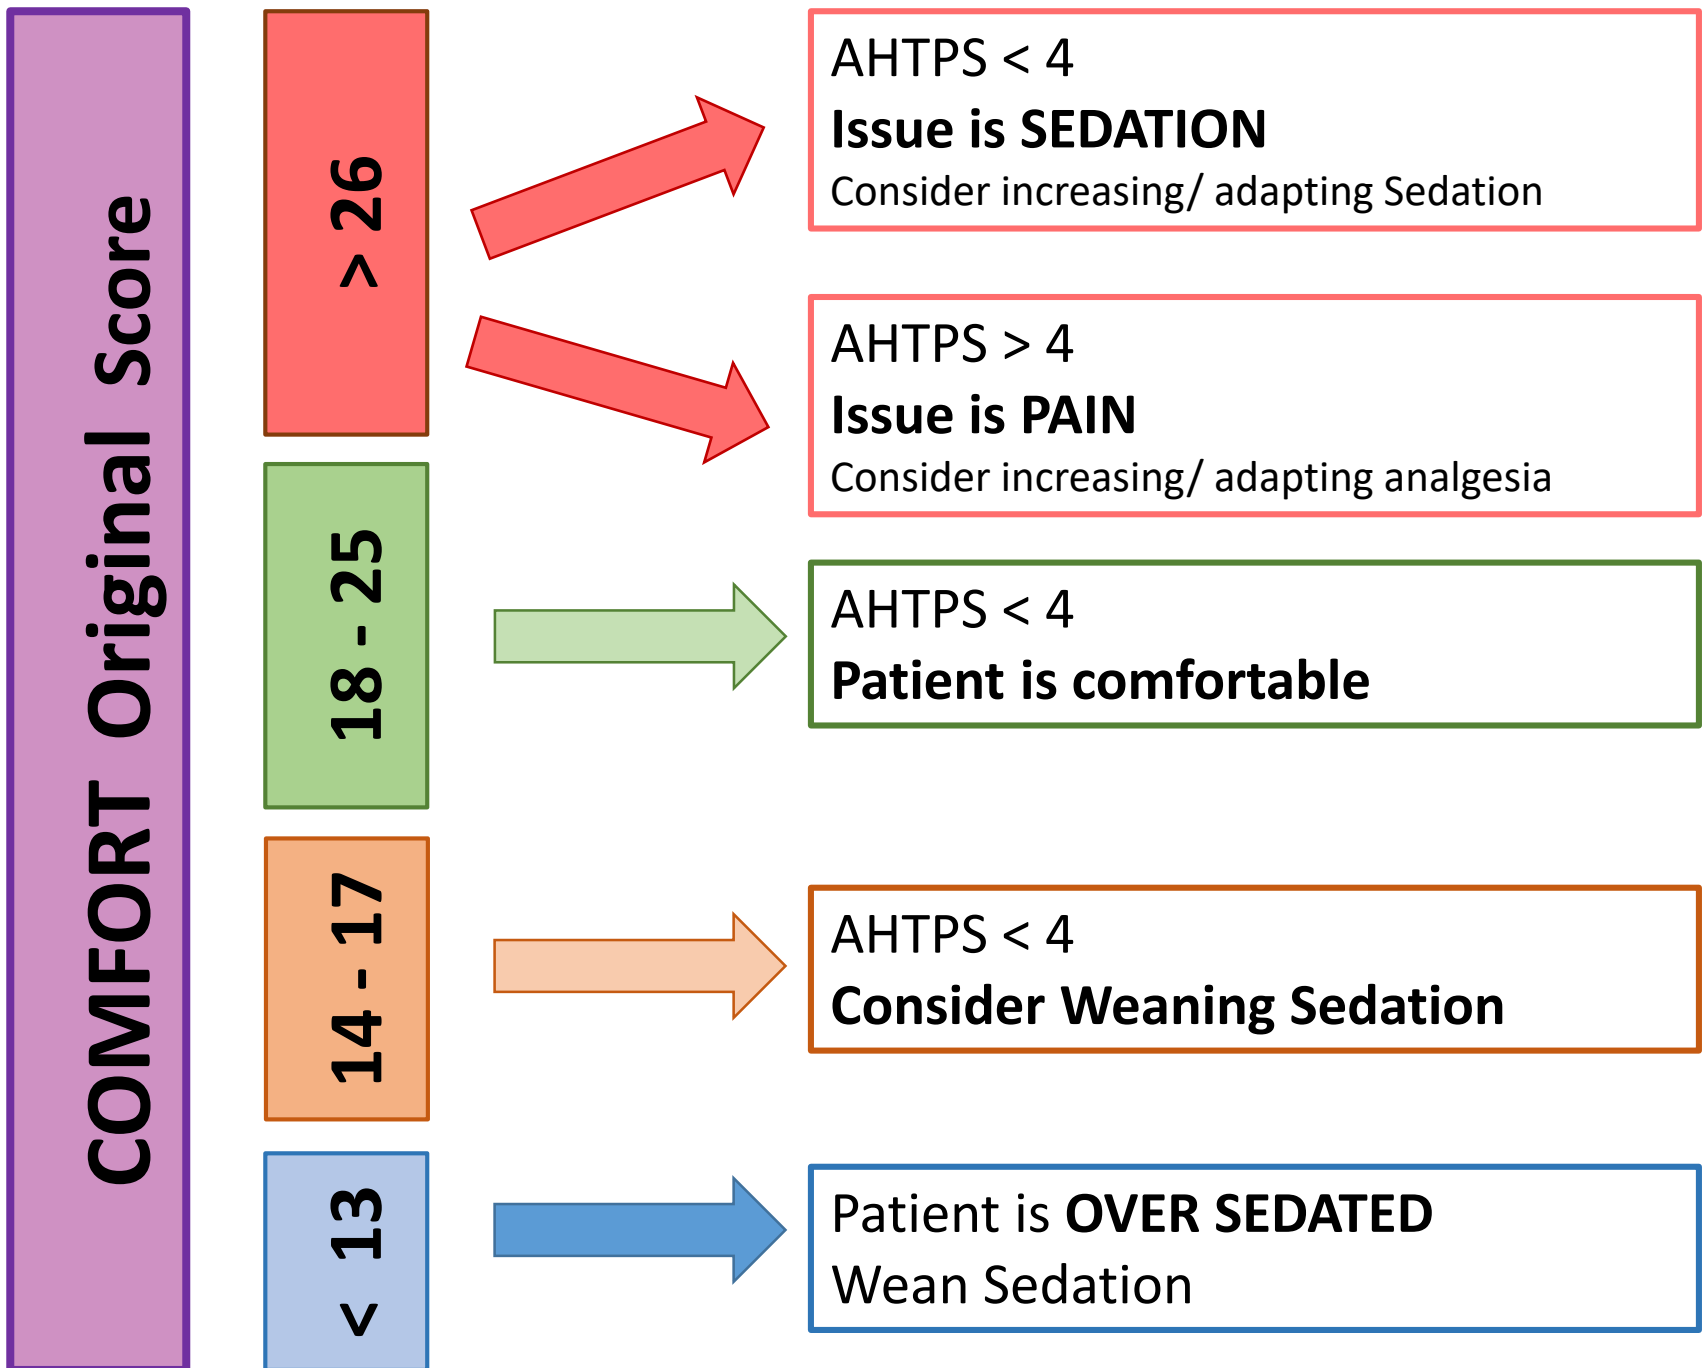 COMFORT Original Score
> 26
AHTPS < 4
Issue is SEDATION
Consider increasing/ adapting Sedation
AHTPS > 4
Issue is PAIN
Consider increasing/ adapting analgesia
18 - 25
AHTPS < 4
Patient is comfortable
14 - 17
AHTPS < 4
Consider Weaning Sedation
< 13
Patient is OVER SEDATED
Wean Sedation